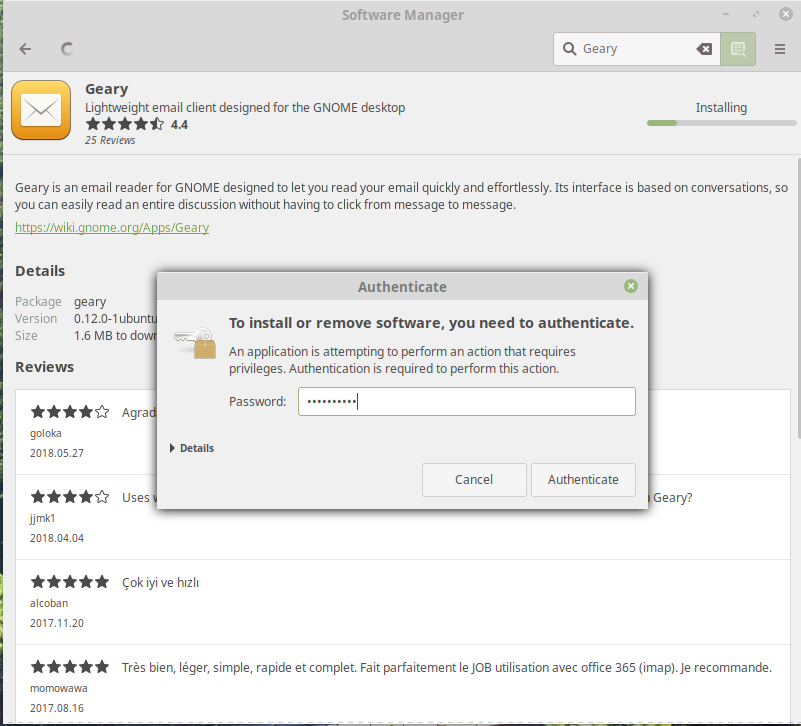 Software Manager
Geary
Geary
Lightweight email client designed for the GNOME desktop
4.4
25 Reviews
Installing
Geary is an email reader for GNOME designed to let you read your email quickly and effortlessly. Its interface is based on conversations, so
you can easily read an entire discussion without having to click from message to message.
https://wiki.gnome.org/Apps/Geary
Details
Package geary
Version 0.12.0-1ubuntu
Size 1.6 MB to down
Authenticate
To install or remove software, you need to authenticate.
An application is attempting to perform an action that requires
privileges. Authentication is required to perform this action.
Password: ••••••••••
Details
Cancel Authenticate
Reviews
Agrad
goloka
2018.05.27
Uses Geary?
jjmk1
2018.04.04
Çok iyi ve hızlı
alcoban
2017.11.20
Très bien, léger, simple, rapide et complet. Fait parfaitement le JOB utilisation avec office 365 (imap). Je recommande.
momowawa
2017.08.16